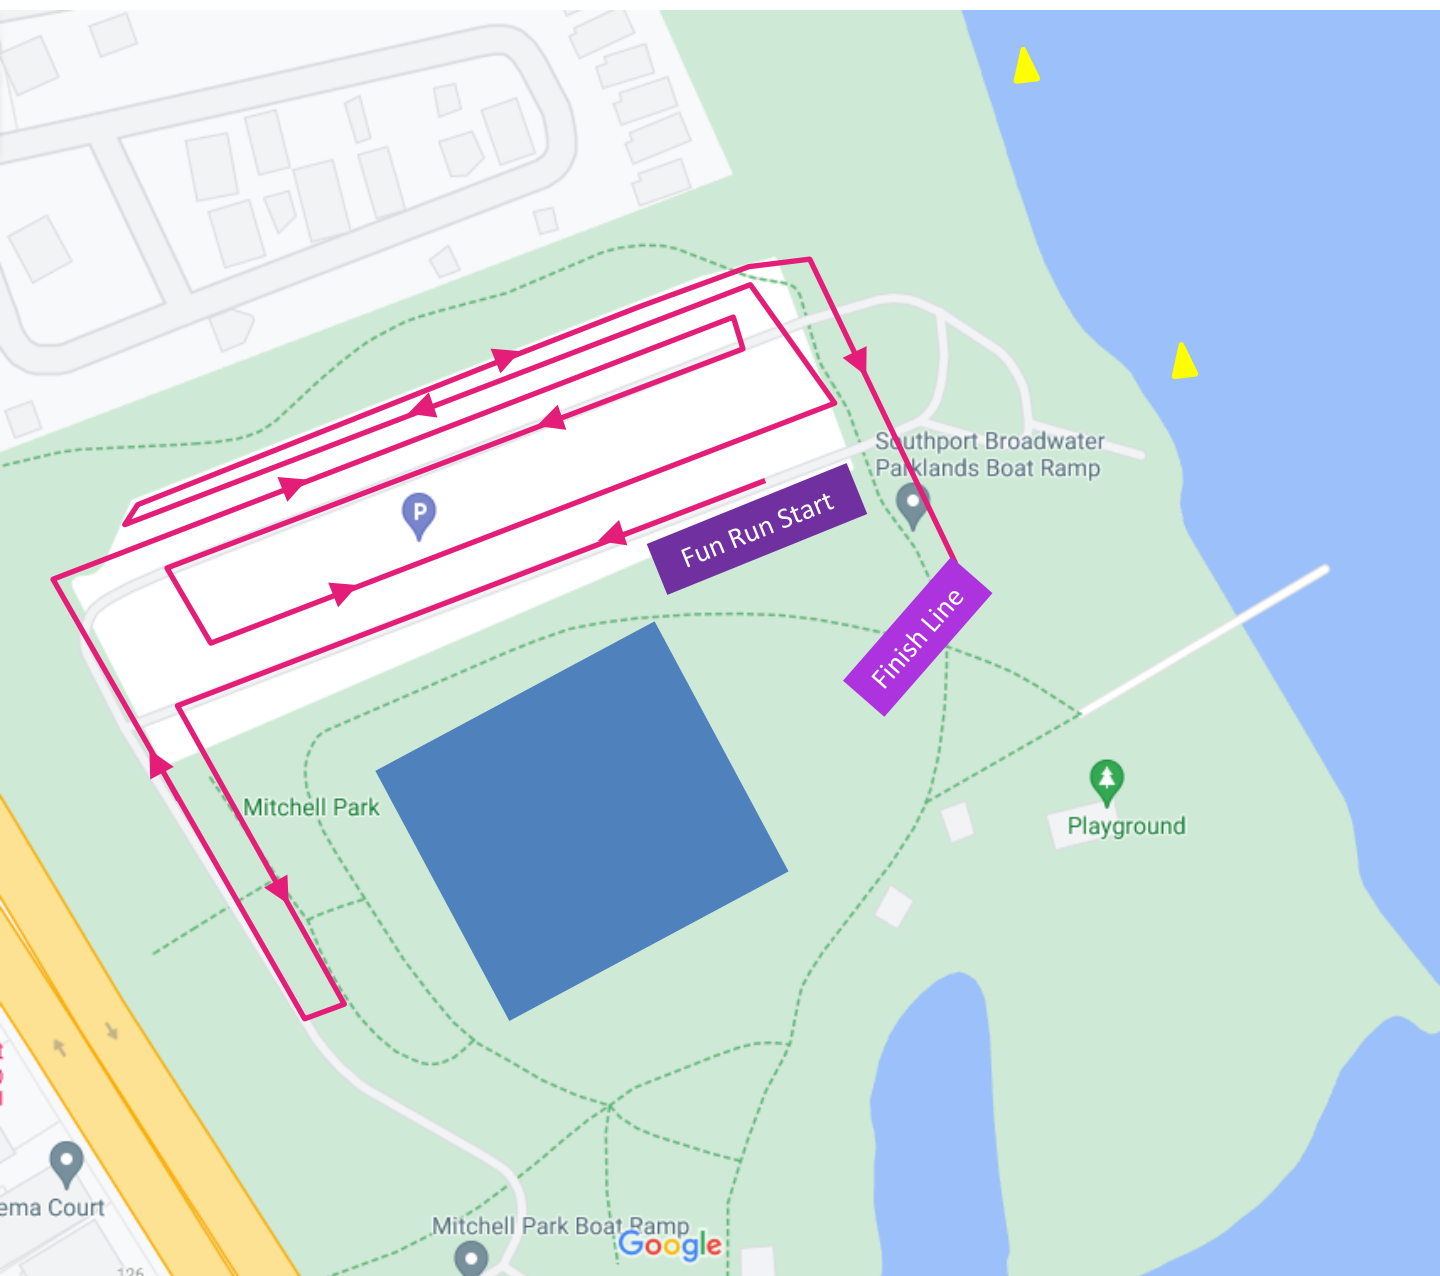 Southport Broadwater
Parklands Boat Ramp
P
Fun Run Start
Finish Line
Mitchell Park
Playground
ema Court
Mitchell Park Boat Ramp
Google
126